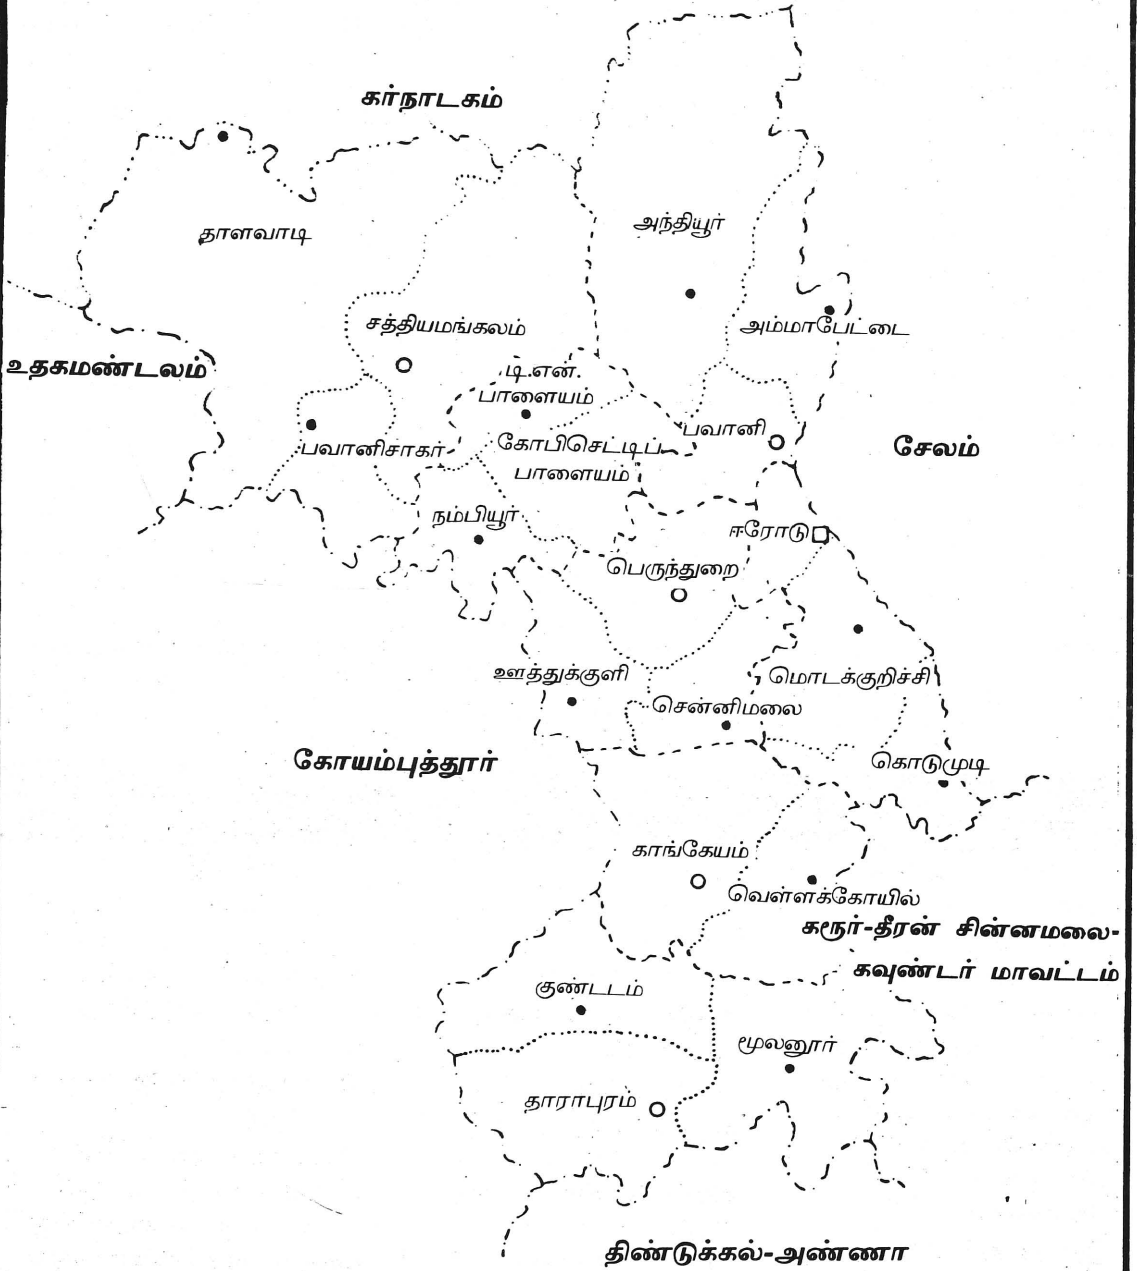 கர்நாடகம்
தாளவாடி
அந்தியூர்
சத்தியமங்கலம்
அம்மாபேட்டை
உதகமண்டலம்
டி.என்.
பாளையம்
பவானி
பவானிசாகர்
கோபிசெட்டிப்-
பாளையம்
சேலம்
நம்பியூர்
ஈரோடு
பெருந்துறை
ஊத்துக்குளி
மொடக்குறிச்சி
சென்னிமலை
கோயம்புத்தூர்
கொடுமுடி
காங்கேயம்
வெள்ளக்கோயில்
கரூர்-தீரன் சின்னமலை-
கவுண்டர் மாவட்டம்
குண்டடம்
மூலனூர்
தாராபுரம்
திண்டுக்கல்-அண்ணா